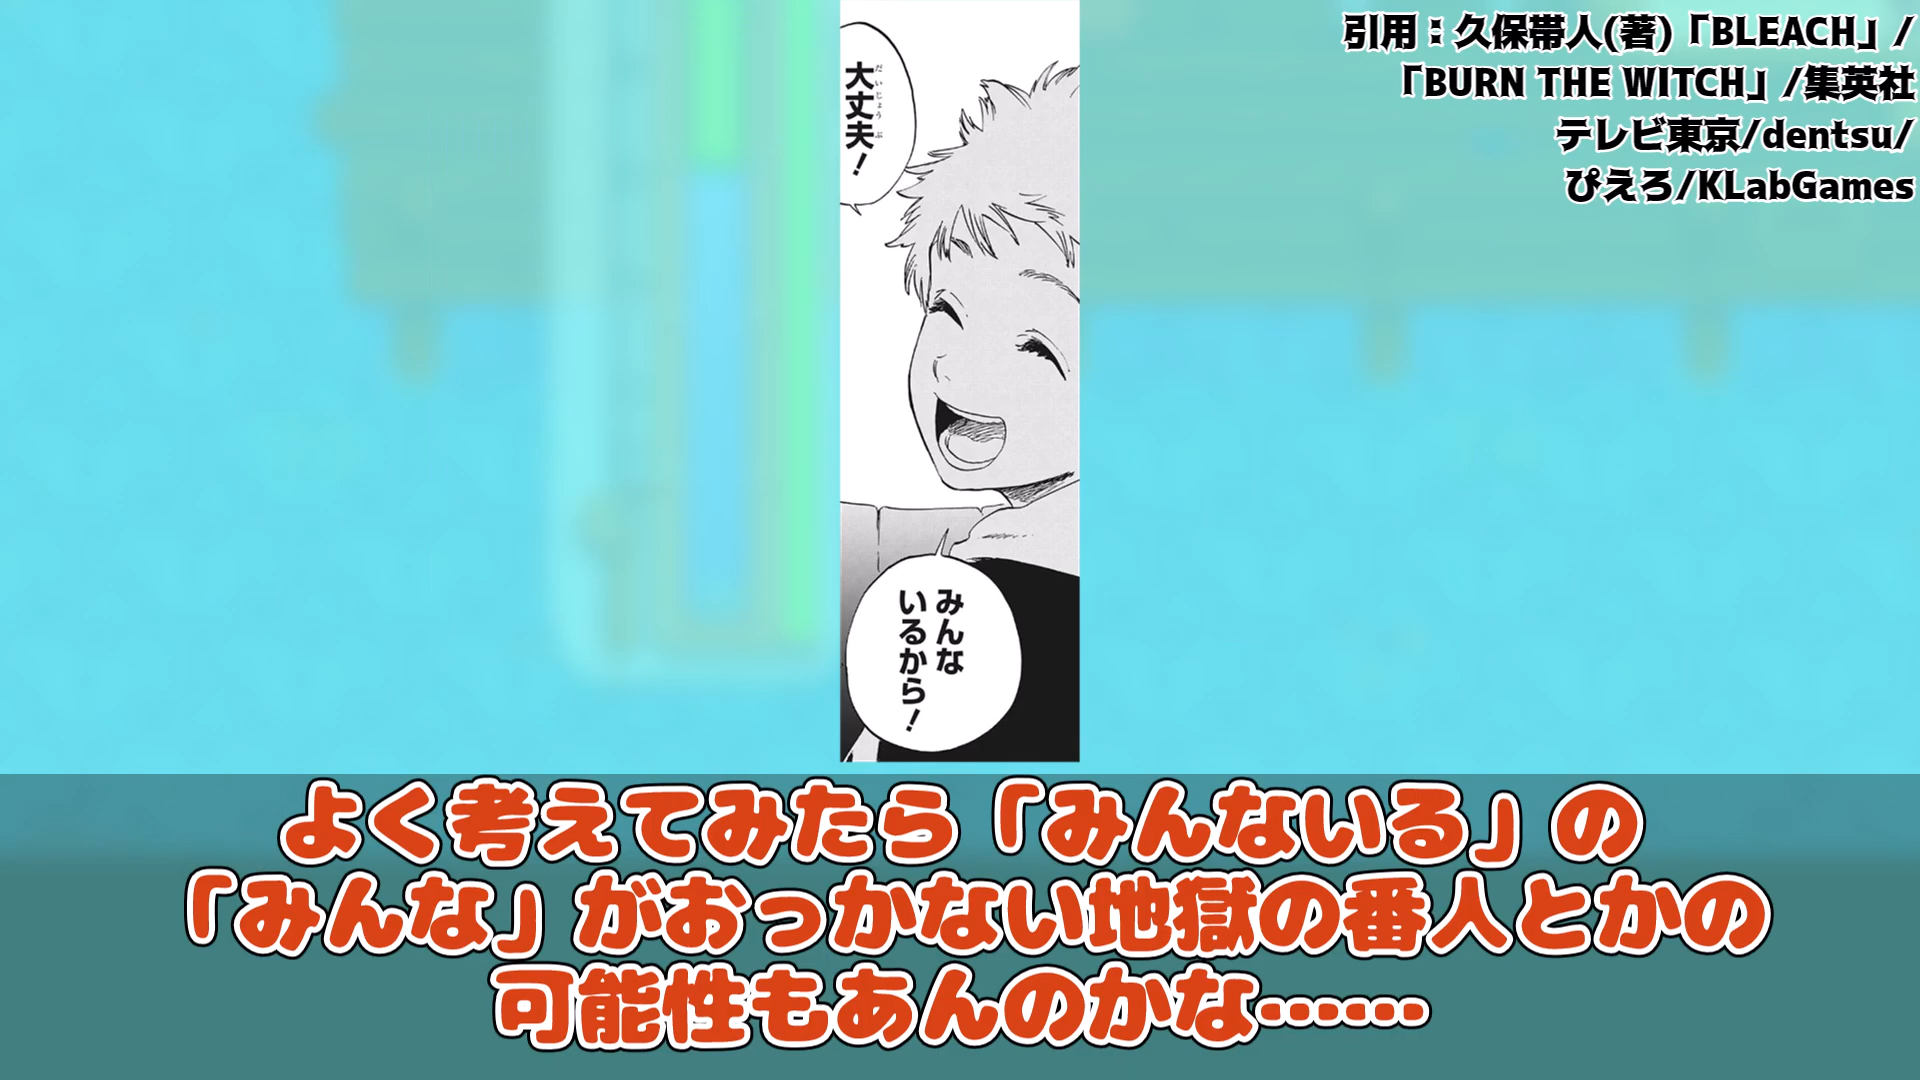 引用：久保帯人(著)「BLEACH」/
「BURN THE WITCH」/集英社
テレビ東京/dentsu/
ぴえろ/KLabGames
だいじょうぶ
大丈夫！
みんな
いるから！
よく考えてみたら「みんないる」の
「みんな」がおっかない地獄の番人とかの
可能性もあんのかな……